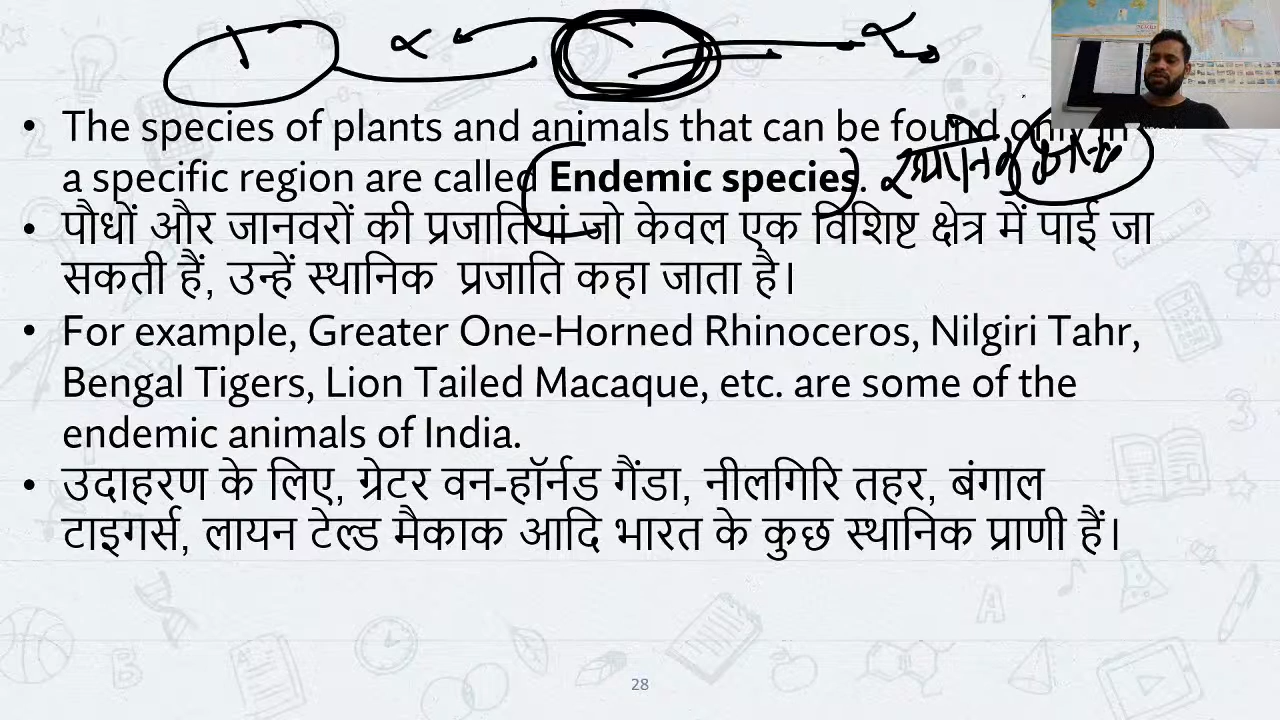 α
α
• The species of plants and animals that can be found only in
a specific region are called Endemic species. स्थानिक
• पौधों और जानवरों की प्रजातियां जो केवल एक विशिष्ट क्षेत्र में पाई जा
सकती हैं, उन्हें स्थानिक प्रजाति कहा जाता है।
• For example, Greater One-Horned Rhinoceros, Nilgiri Tahr,
Bengal Tigers, Lion Tailed Macaque, etc. are some of the
endemic animals of India.
• उदाहरण के लिए, ग्रेटर वन-हॉर्नड गैंडा, नीलगिरि तहर, बंगाल
टाइगर्स, लायन टेल्ड मैकाक आदि भारत के कुछ स्थानिक प्राणी हैं।
28